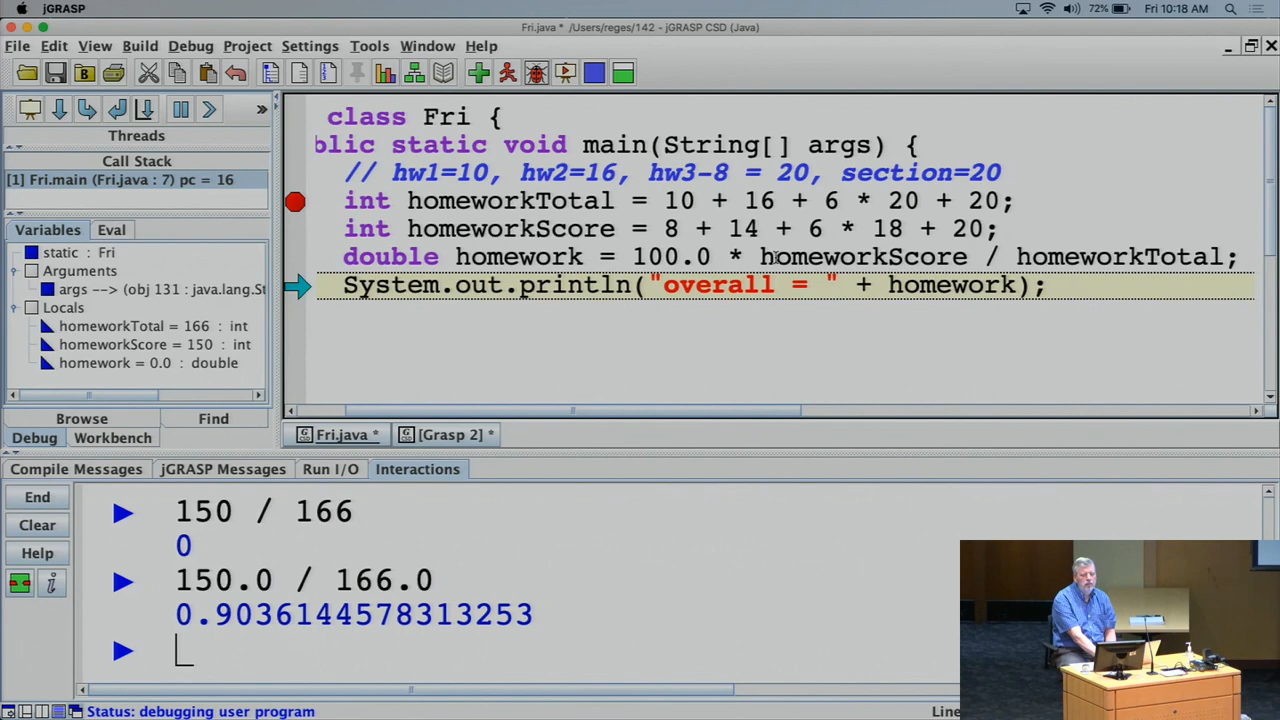 jGRASP
72%
Fri 10:18 AM
Fri.java * /Users/reges/142 - jGRASP CSD (Java)
File Edit View Build Debug Project Settings Tools Window Help
Threads
Call Stack
[1] Fri.main (Fri.java : 7) pc = 16
Variables Eval
static : Fri
Arguments
args --> (obj 131 : java.lang.St
Locals
homeworkTotal = 166 : int
homeworkScore = 150 : int
homework = 0.0 : double
Browse Find
Debug Workbench
class Fri {
blic static void main(String[] args) {
// hw1=10, hw2=16, hw3-8 = 20, section=20
int homeworkTotal = 10 + 16 + 6 * 20 + 20;
int homeworkScore = 8 + 14 + 6 * 18 + 20;
double homework = 100.0 * homeworkScore / homeworkTotal;
System.out.println("overall = " + homework);
Fri.java * [Grasp 2] *
Compile Messages jGRASP Messages Run I/O Interactions
End
Clear
Help
150 / 166
0
150.0 / 166.0
0.9036144578313253
Status: debugging user program
Line